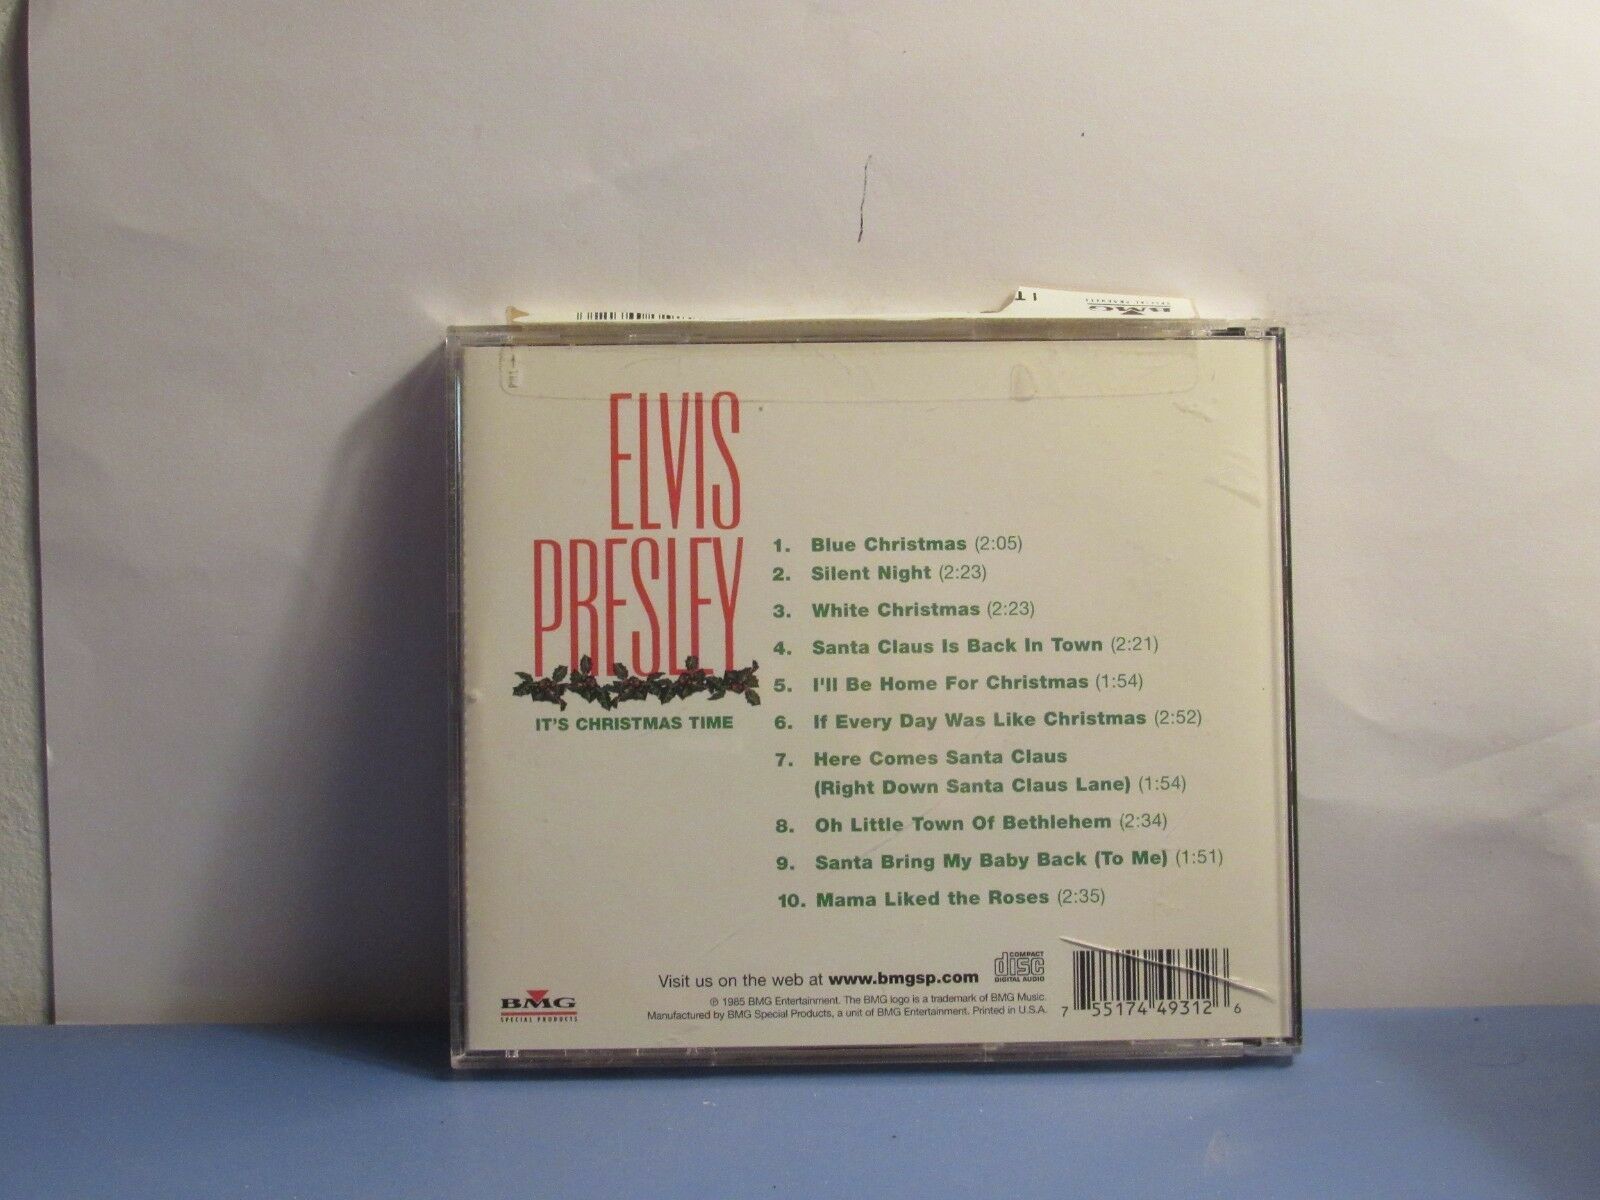 ELVIS
PRESLEY
IT'S CHRISTMAS TIME
1. Blue Christmas (2:05)
2. Silent Night (2:23)
3. White Christmas (2:23)
4. Santa Claus Is Back In Town (2:21)
5. I'll Be Home For Christmas (1:54)
6. If Every Day Was Like Christmas (2:52)
7. Here Comes Santa Claus
(Right Down Santa Claus Lane) (1:54)
8. Oh Little Town Of Bethlehem (2:34)
9. Santa Bring My Baby Back (To Me) (1:51)
10. Mama Liked the Roses (2:35)
BMG
SPECIAL PRODUCTS
Visit us on the web at www.bmgsp.com
COMPACT
disc
DIGITAL AUDIO
℗ 1985 BMG Entertainment. The BMG logo is a trademark of BMG Music.
Manufactured by BMG Special Products, a unit of BMG Entertainment. Printed in U.S.A.
7 55174 49312 6
BMG
SPECIAL PRODUCTS